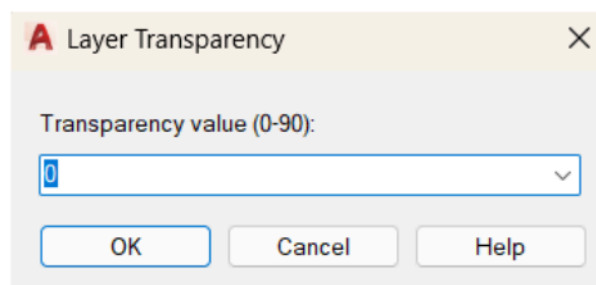 Layer Transparency
Transparency value (0-90):
0
OK Cancel Help